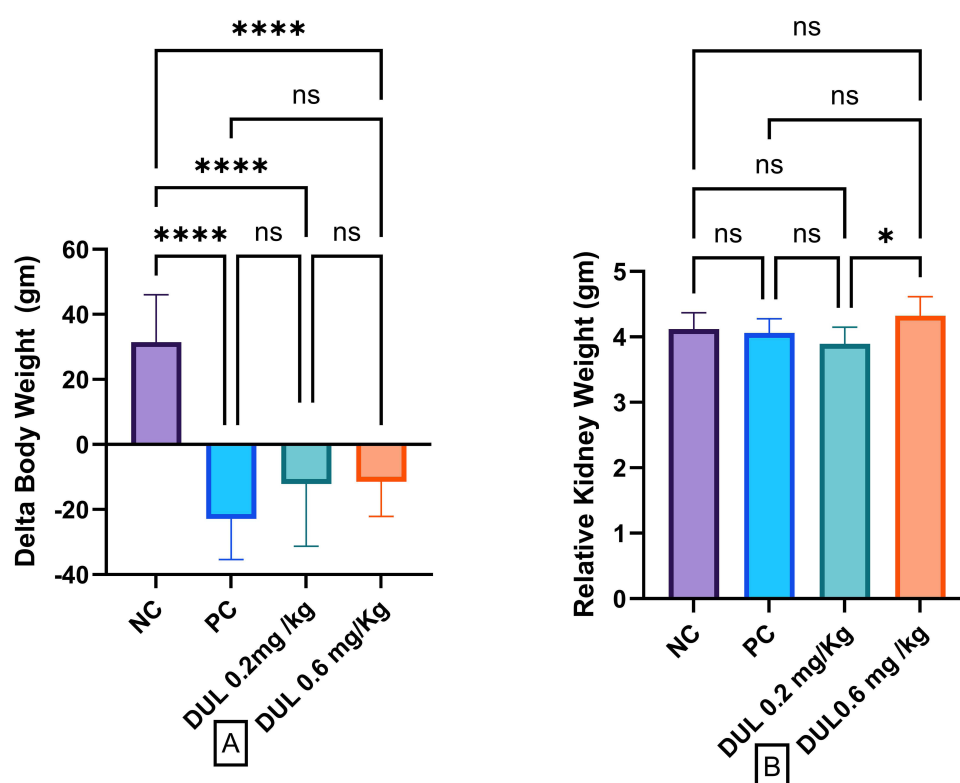 ****
ns
****
****
ns
ns
60
40
20
0
-20
-40
Delta Body Weight (gm)
NC
PC
DUL 0.2mg /kg
DUL 0.6 mg/Kg
A
ns
ns
ns
ns
ns
*
5
4
3
2
1
0
Relative Kidney Weight (gm)
NC
PC
DUL 0.2 mg/Kg
DUL0.6 mg /kg
B